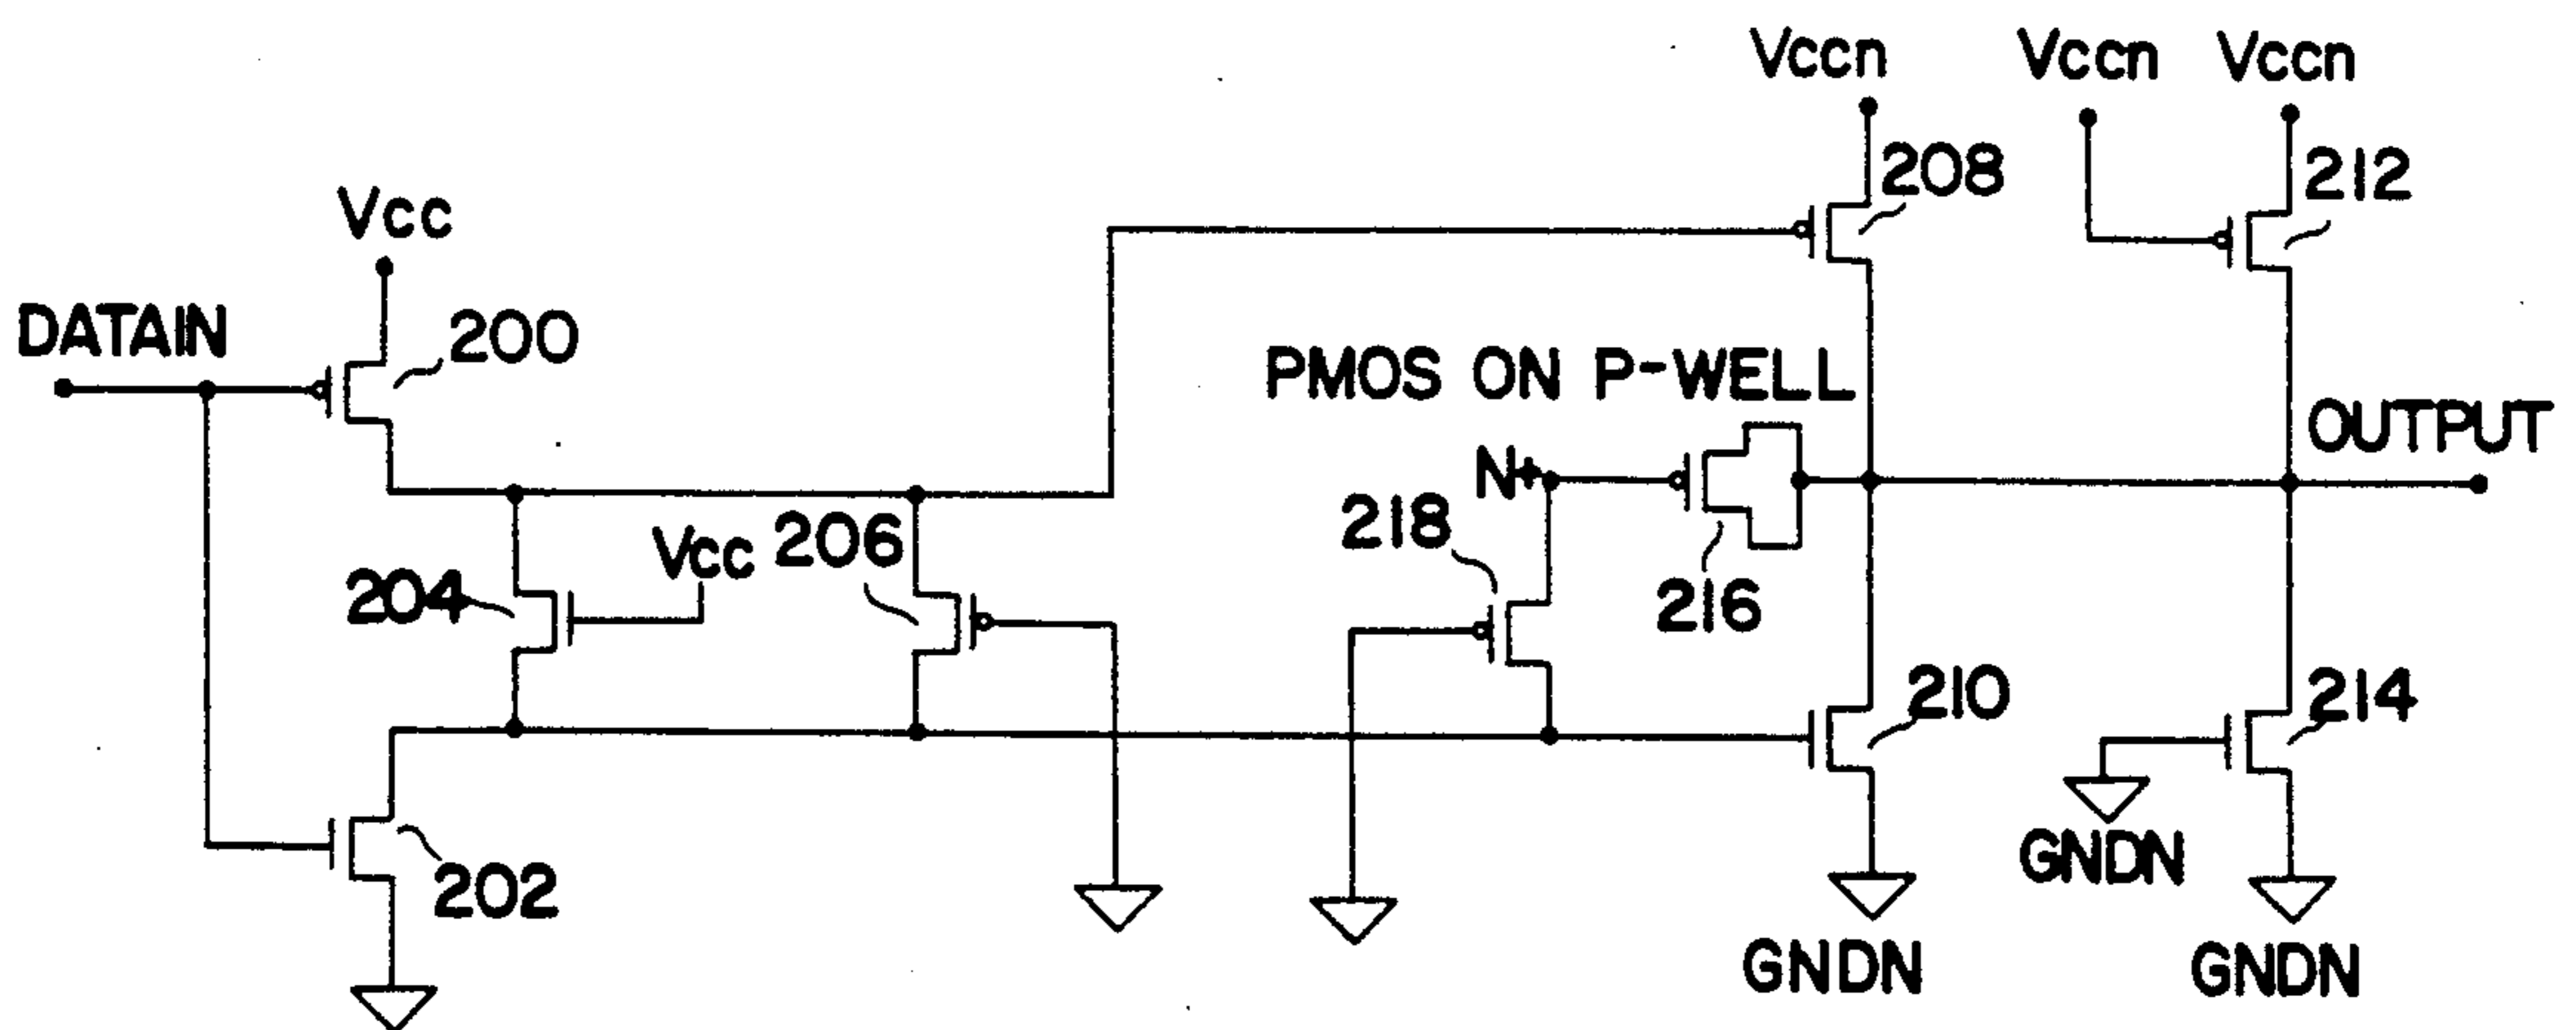 Vccn
Vccn
Vccn
208
212
Vcc
DATAIN
200
PMOS ON P-WELL
OUTPUT
N+
218
Vcc
206
204
216
210
214
202
GNDN
GNDN
GNDN